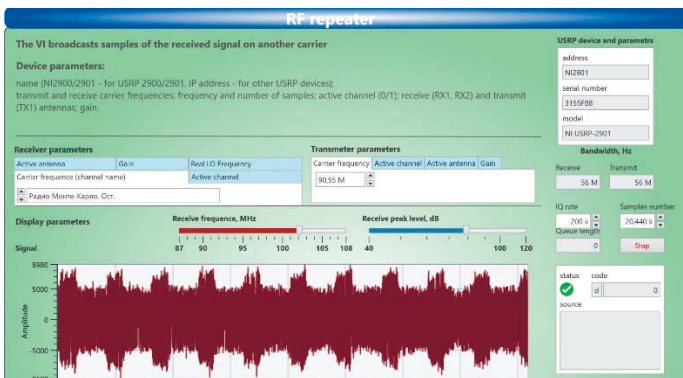 RF repeater
The VI broadcasts samples of the received signal on another carrier
Device parameters:
name (NI2900/2901 - for USRP 2900/2901, IP address - for other USRP devices);
transmit and receive carrier frequencies; frequency and number of samples; active channel (0/1); receive (RX1, RX2) and transmit
(TX1) antennas; gain.
USRP device and parametrs
address
NI2901
serial number
3155F88
model
NI USRP-2901
Bandwidth, Hz
Receive Transmit
56 M 56 M
IQ rate Samples number
200 k 20,440 k
Queue length
0 Stop
status code
d 0
source
Receiver parameters
Active antenna Gain Real LO Frequency
Carrier frequence (channel name) Active channel
Радио Монте-Карло, Ост.
Transmeter parameters
Carrier frequency Active channel Active antenna Gain
90,55 M
Display parameters
Receive frequence, MHz
87 90 95 100 105 108
Receive peak level, dB
40 100 120
Signal
Amplitude
8980
5000
0
-5000